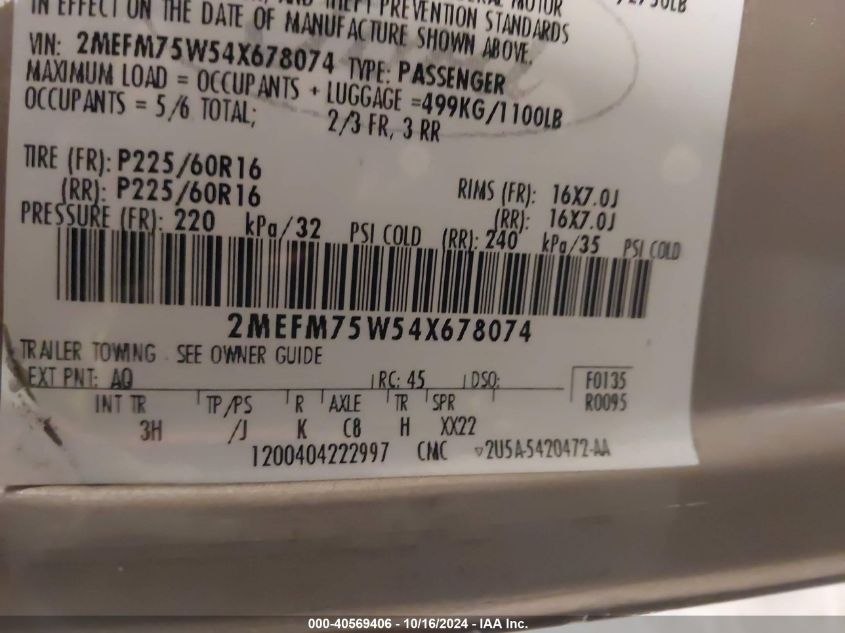 IN EFFECT ON THE DATE OF THEFT PREVENTION STANDARDS
OF MANUFACTURE SHOWN ABOVE.
VIN: 2MEFM75W54X678074 TYPE: PASSENGER
MAXIMUM LOAD = OCCUPANTS + LUGGAGE =499KG/1100LB
OCCUPANTS = 5/6 TOTAL; 2/3 FR, 3 RR
TIRE (FR): P225/60R16 RIMS (FR): 16X7.0J
(RR): P225/60R16 (RR): 16X7.0J
PRESSURE (FR): 220 kPa/32 PSI COLD (RR): 240 kPa/35 PSI COLD
2MEFM75W54X678074
TRAILER TOWING - SEE OWNER GUIDE
EXT PNT: AQ RC: 45 DSO: F0135
INT TR TP/PS R AXLE TR SPR R0095
3H /J K C8 H XX22
1200404222997 CMC ▿2U5A-5420472-AA
000-40569406 - 10/16/2024 - IAA Inc.